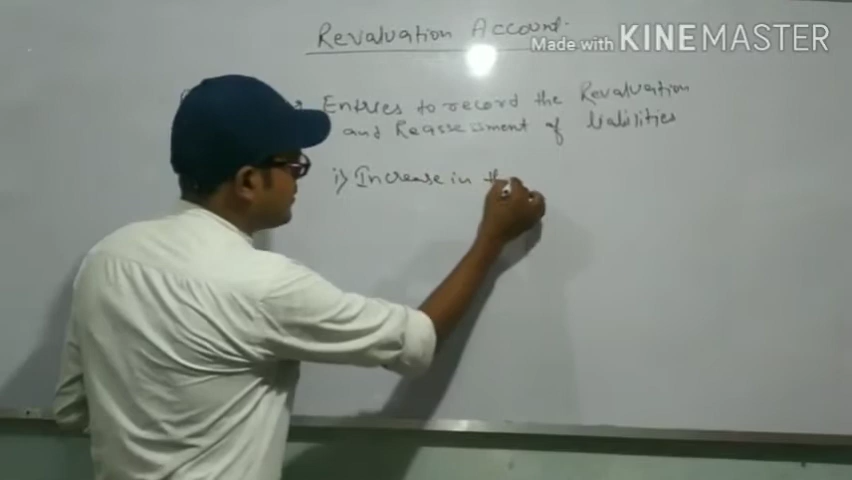 Revaluation Account.
Made with KINEMASTER
Entries to record the Revaluation
and Reassessment of liabilities
i) Increase in